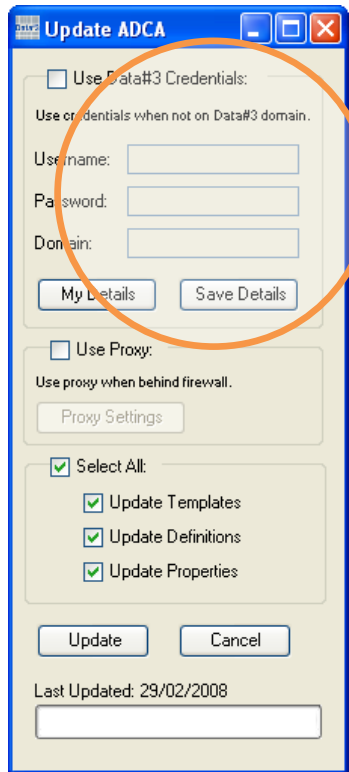 Update ADCA
Use Data#3 Credentials:
Use credentials when not on Data#3 domain.
Username:
Password:
Domain:
My Details Save Details
Use Proxy:
Use proxy when behind firewall.
Proxy Settings
Select All:
Update Templates
Update Definitions
Update Properties
Update Cancel
Last Updated: 29/02/2008